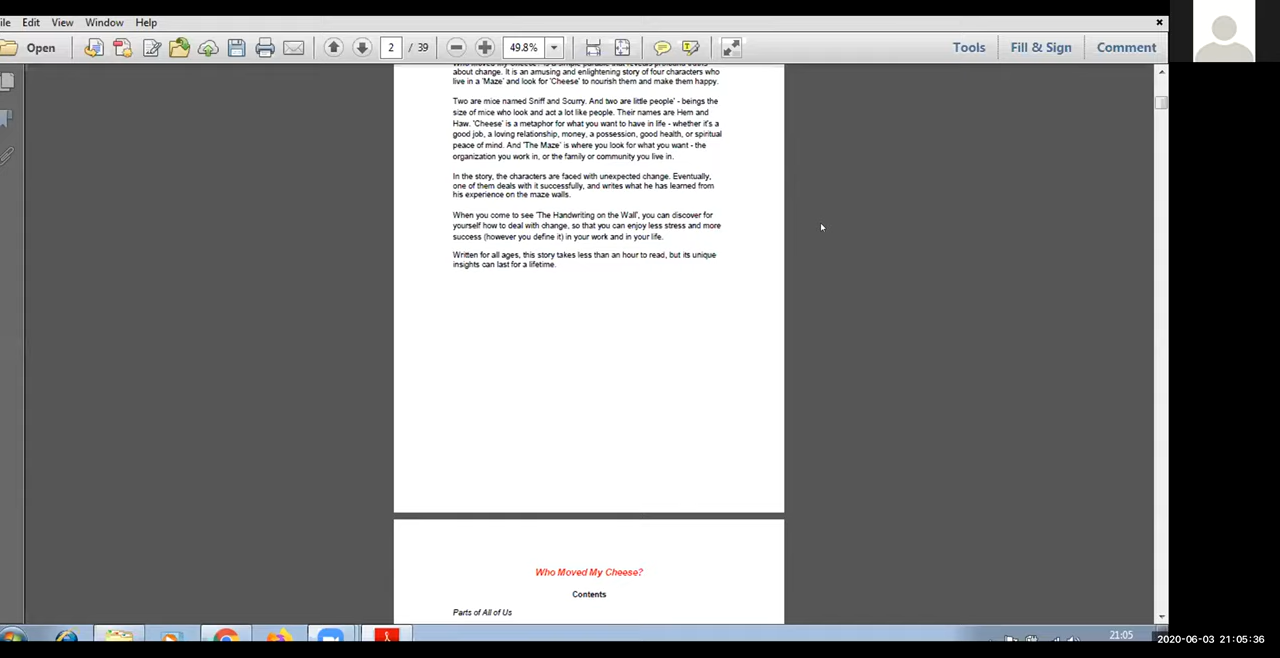 ile Edit View Window Help
Open 2 / 39 49.8% Tools Fill & Sign Comment
about change. It is an amusing and enlightening story of four characters who
live in a 'Maze' and look for 'Cheese' to nourish them and make them happy.
Two are mice named Sniff and Scurry. And two are little people' - beings the
size of mice who look and act a lot like people. Their names are Hem and
Haw. 'Cheese' is a metaphor for what you want to have in life - whether it's a
good job, a loving relationship, money, a possession, good health, or spiritual
peace of mind. And 'The Maze' is where you look for what you want - the
organization you work in, or the family or community you live in.
In the story, the characters are faced with unexpected change. Eventually,
one of them deals with it successfully, and writes what he has learned from
his experience on the maze walls.
When you come to see 'The Handwriting on the Wall', you can discover for
yourself how to deal with change, so that you can enjoy less stress and more
success (however you define it) in your work and in your life.
Written for all ages, this story takes less than an hour to read, but its unique
insights can last for a lifetime.
Who Moved My Cheese?
Contents
Parts of All of Us
21:05
2020-06-03 21:05:36